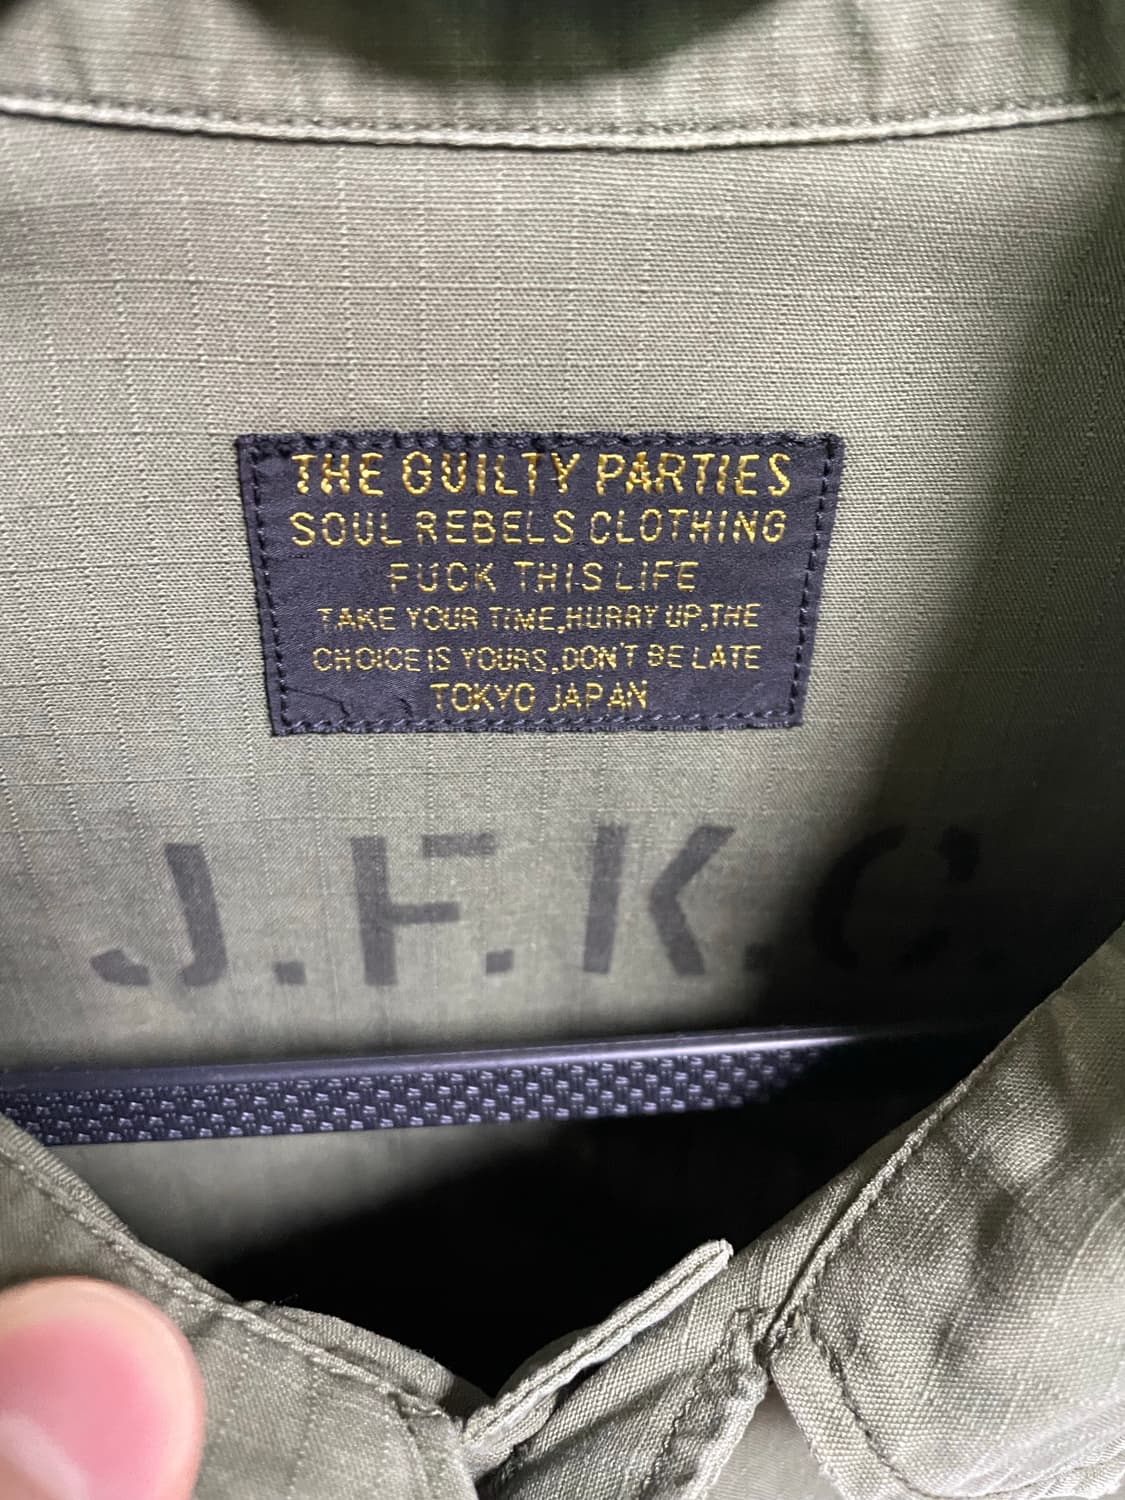 THE GUILTY PARTIES
SOUL REBELS CLOTHING
FUCK THIS LIFE
TAKE YOUR TIME,HURRY UP,THE
CHOICE IS YOURS,DON'T BE LATE
TOKYO JAPAN
J.F.K.C.